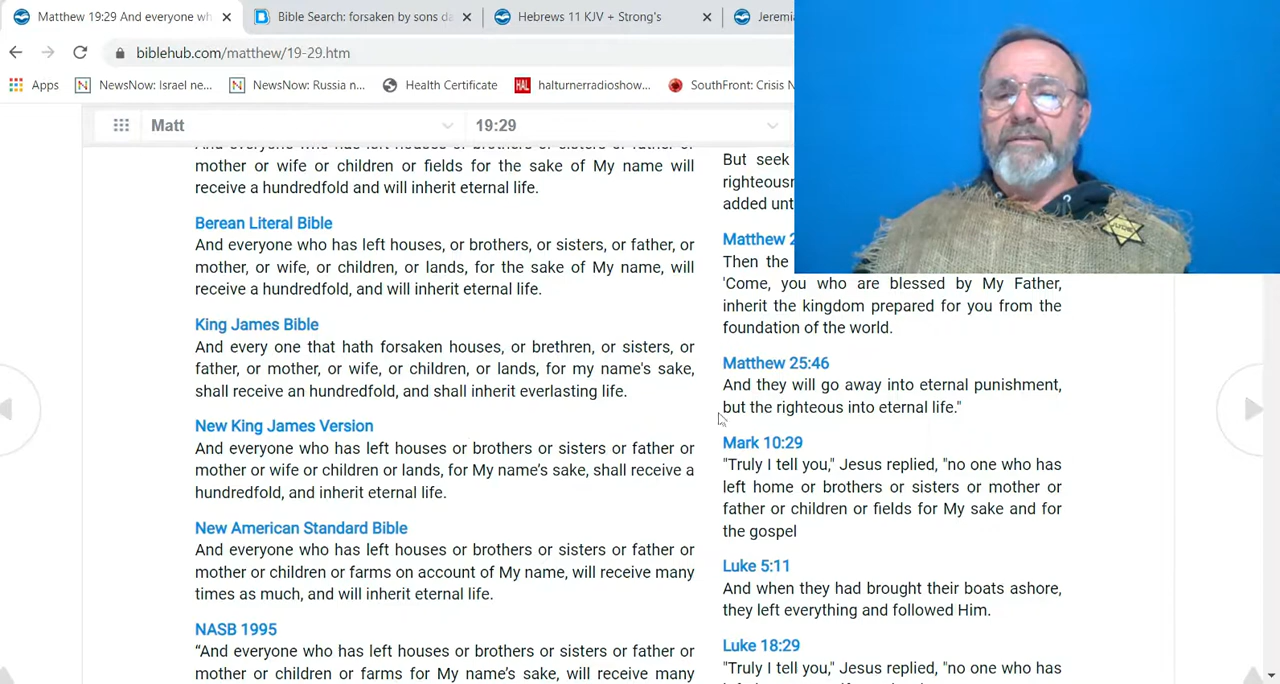 Matthew 19:29 And everyone wh
Bible Search: forsaken by sons da
Hebrews 11 KJV + Strong's
Jeremia
biblehub.com/matthew/19-29.htm
Apps
NewsNow: Israel ne...
NewsNow: Russia n...
Health Certificate
HAL
halturnerradioshow...
SouthFront: Crisis N
Matt
19:29
And everyone who has left houses or brothers or sisters or father or
mother or wife or children or fields for the sake of My name will
receive a hundredfold and will inherit eternal life.
Berean Literal Bible
And everyone who has left houses, or brothers, or sisters, or father, or
mother, or wife, or children, or lands, for the sake of My name, will
receive a hundredfold, and will inherit eternal life.
King James Bible
And every one that hath forsaken houses, or brethren, or sisters, or
father, or mother, or wife, or children, or lands, for my name's sake,
shall receive an hundredfold, and shall inherit everlasting life.
New King James Version
And everyone who has left houses or brothers or sisters or father or
mother or wife or children or lands, for My name’s sake, shall receive a
hundredfold, and inherit eternal life.
New American Standard Bible
And everyone who has left houses or brothers or sisters or father or
mother or children or farms on account of My name, will receive many
times as much, and will inherit eternal life.
NASB 1995
“And everyone who has left houses or brothers or sisters or father or
mother or children or farms for My name's sake, will receive many
But seek
righteousn
added unt
Matthew 2
Then the
'Come, you who are blessed by My Father,
inherit the kingdom prepared for you from the
foundation of the world.
Matthew 25:46
And they will go away into eternal punishment,
but the righteous into eternal life."
Mark 10:29
"Truly I tell you," Jesus replied, "no one who has
left home or brothers or sisters or mother or
father or children or fields for My sake and for
the gospel
Luke 5:11
And when they had brought their boats ashore,
they left everything and followed Him.
Luke 18:29
"Truly I tell you," Jesus replied, "no one who has